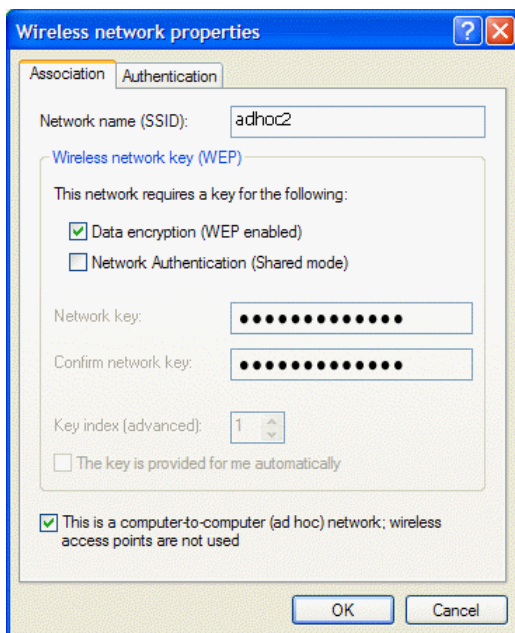 Wireless network properties
Association
Authentication
Network name (SSID):
adhoc2
Wireless network key (WEP)
This network requires a key for the following:
Data encryption (WEP enabled)
Network Authentication (Shared mode)
Network key:
●●●●●●●●●●●●●
Confirm network key:
●●●●●●●●●●●●●
Key index (advanced):
1
The key is provided for me automatically
This is a computer-to-computer (ad hoc) network; wireless
access points are not used
OK
Cancel